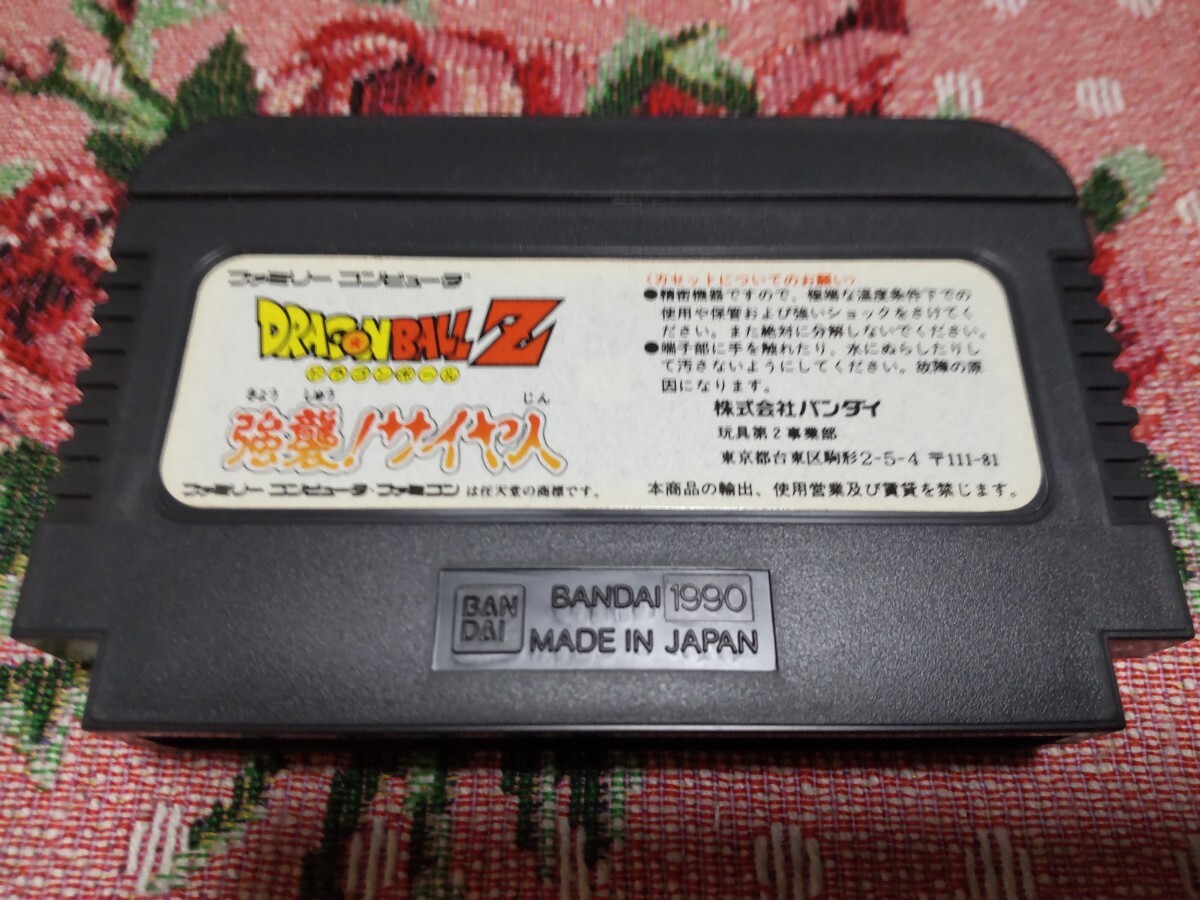 ファミリー コンピュータ™
DRAGON BALL Z
ドラゴンボール
きょう しゅう じん
強襲!サイヤ人
ファミリー コンピュータ・ファミコン は任天堂の商標です。
〈カセットについてのお願い〉
●精密機器ですので、極端な温度条件下での
使用や保管および強いショックをさけてく
ださい。また絶対に分解しないでください。
●端子部に手を触れたり、水にぬらしたりし
て汚さないようにしてください。故障の原
因になります。
株式会社バンダイ
玩具第2事業部
東京都台東区駒形2-5-4 〒111-81
本商品の輸出、使用営業及び賃貸を禁じます。
BAN
DAI
BANDAI 1990
MADE IN JAPAN